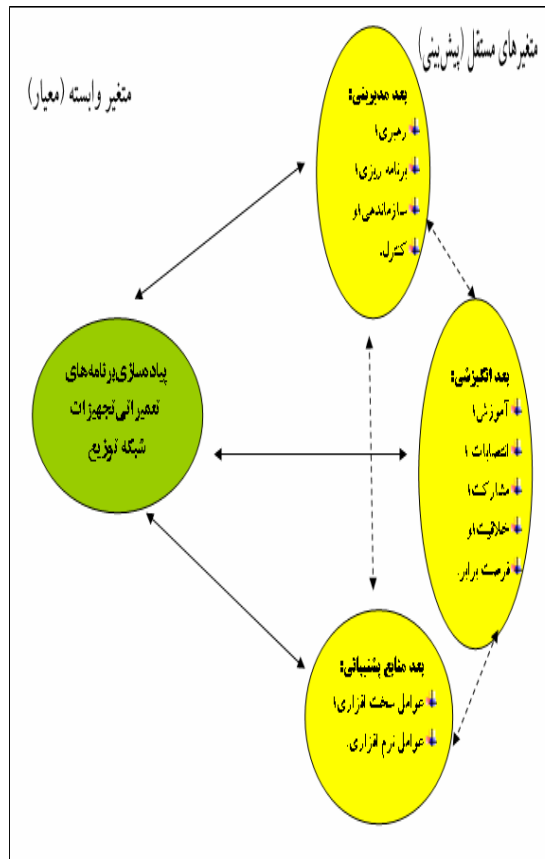 متغیرهای مستقل (پیش‌بینی)
متغیر وابسته (معیار)
بعد مدیریتی:
رهبری؛
برنامه ریزی؛
سازماندهی؛و
کنترل.
پیاده‌سازی‌برنامه‌های
تعمیراتی‌تجهیزات
شبکه توزیع
بعد انگیزشی:
آموزش؛
انتصابات ؛
مشارکت؛
خلاقیت؛و
فرصت برابر.
بعد منابع پشتیبانی:
عوامل سخت افزاری؛
عوامل نرم افزاری.